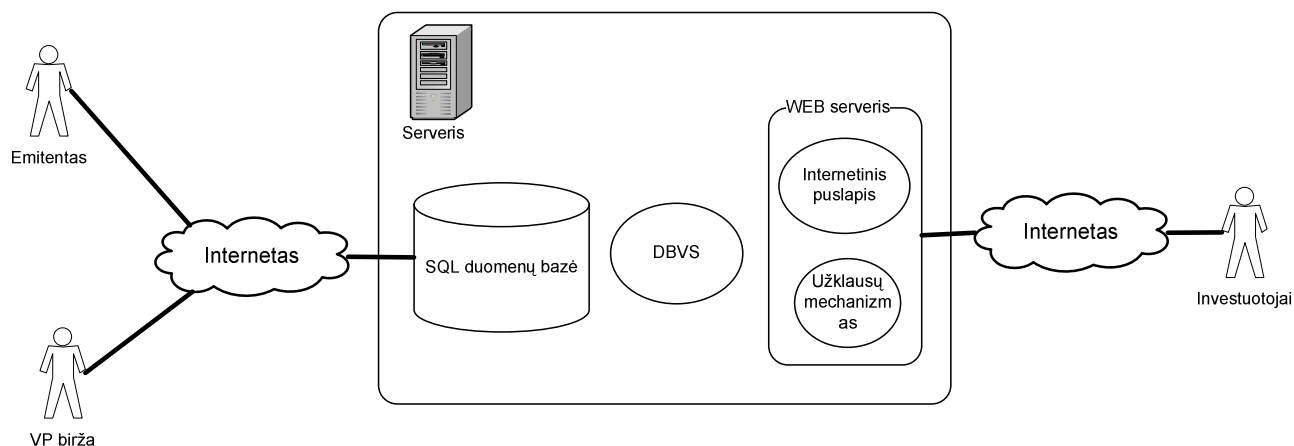 Emitentas
VP birža
Internetas
Serveris
SQL duomenų bazė
DBVS
WEB serveris
Internetinis
puslapis
Užklausų
mechanizm
as
Internetas
Investuotojai